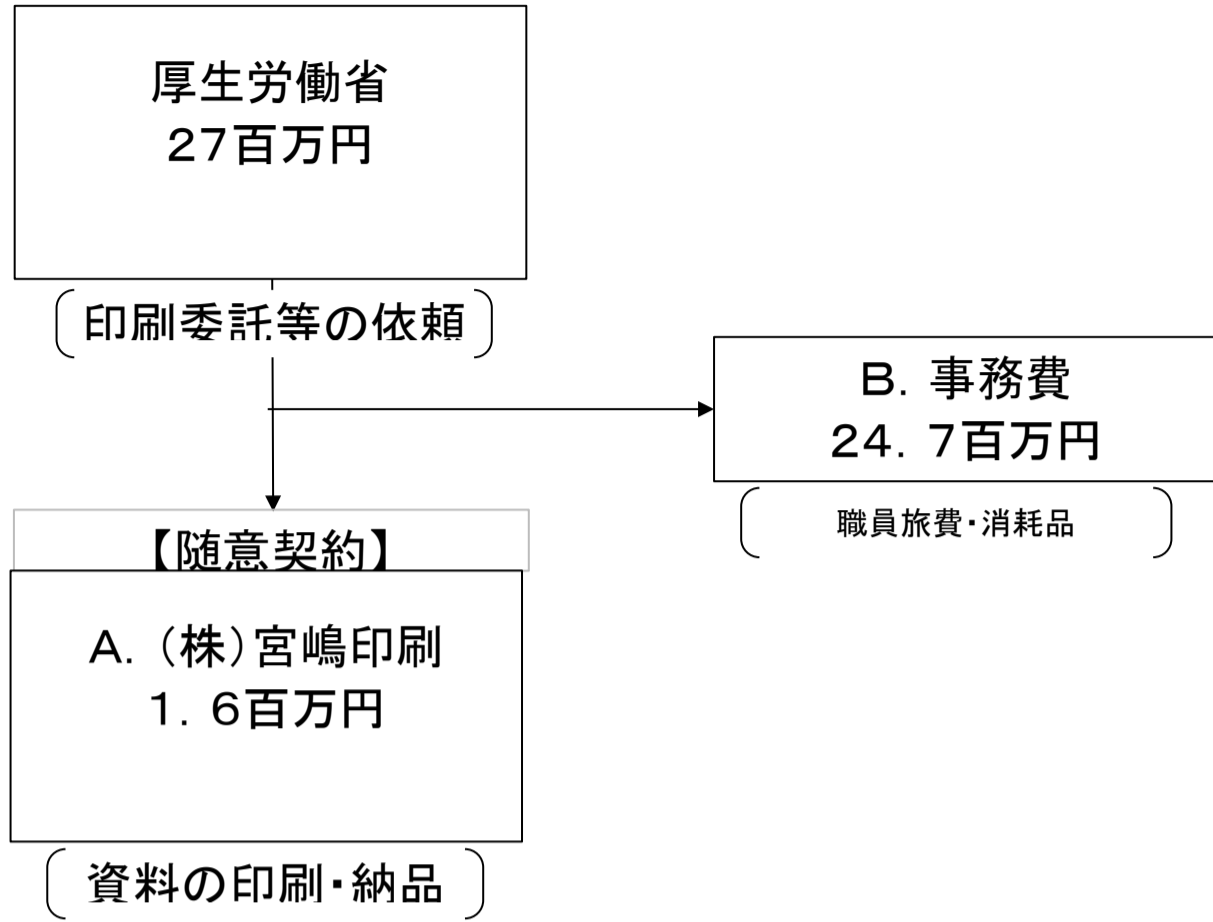 厚生労働省
27百万円
印刷委託等の依頼
B．事務費
24．7百万円
職員旅費・消耗品
【随意契約】
A．（株）宮嶋印刷
1．6百万円
資料の印刷・納品